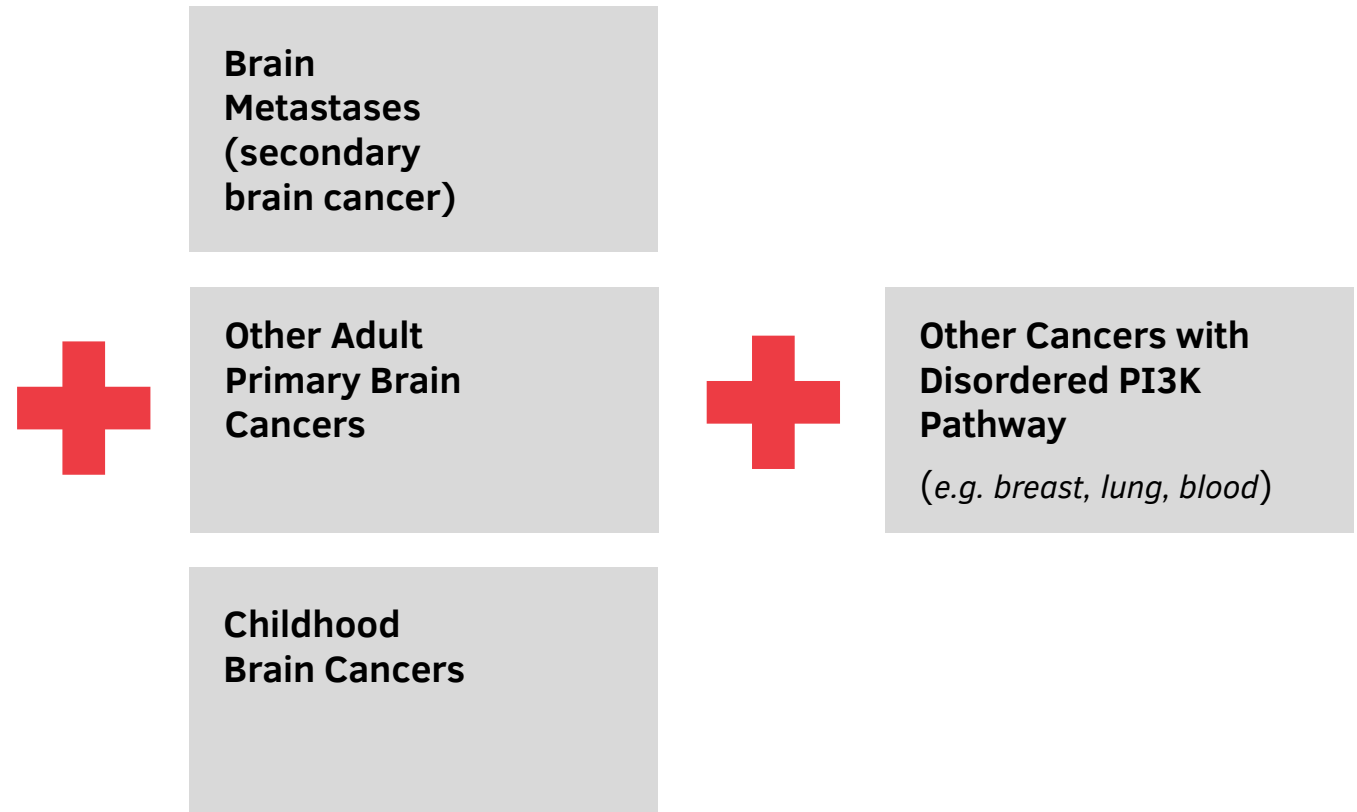 Brain
Metastases
(secondary
brain cancer)
Other Adult
Primary Brain
Cancers
Childhood
Brain Cancers
Other Cancers with
Disordered PI3K
Pathway
(e.g. breast, lung, blood)